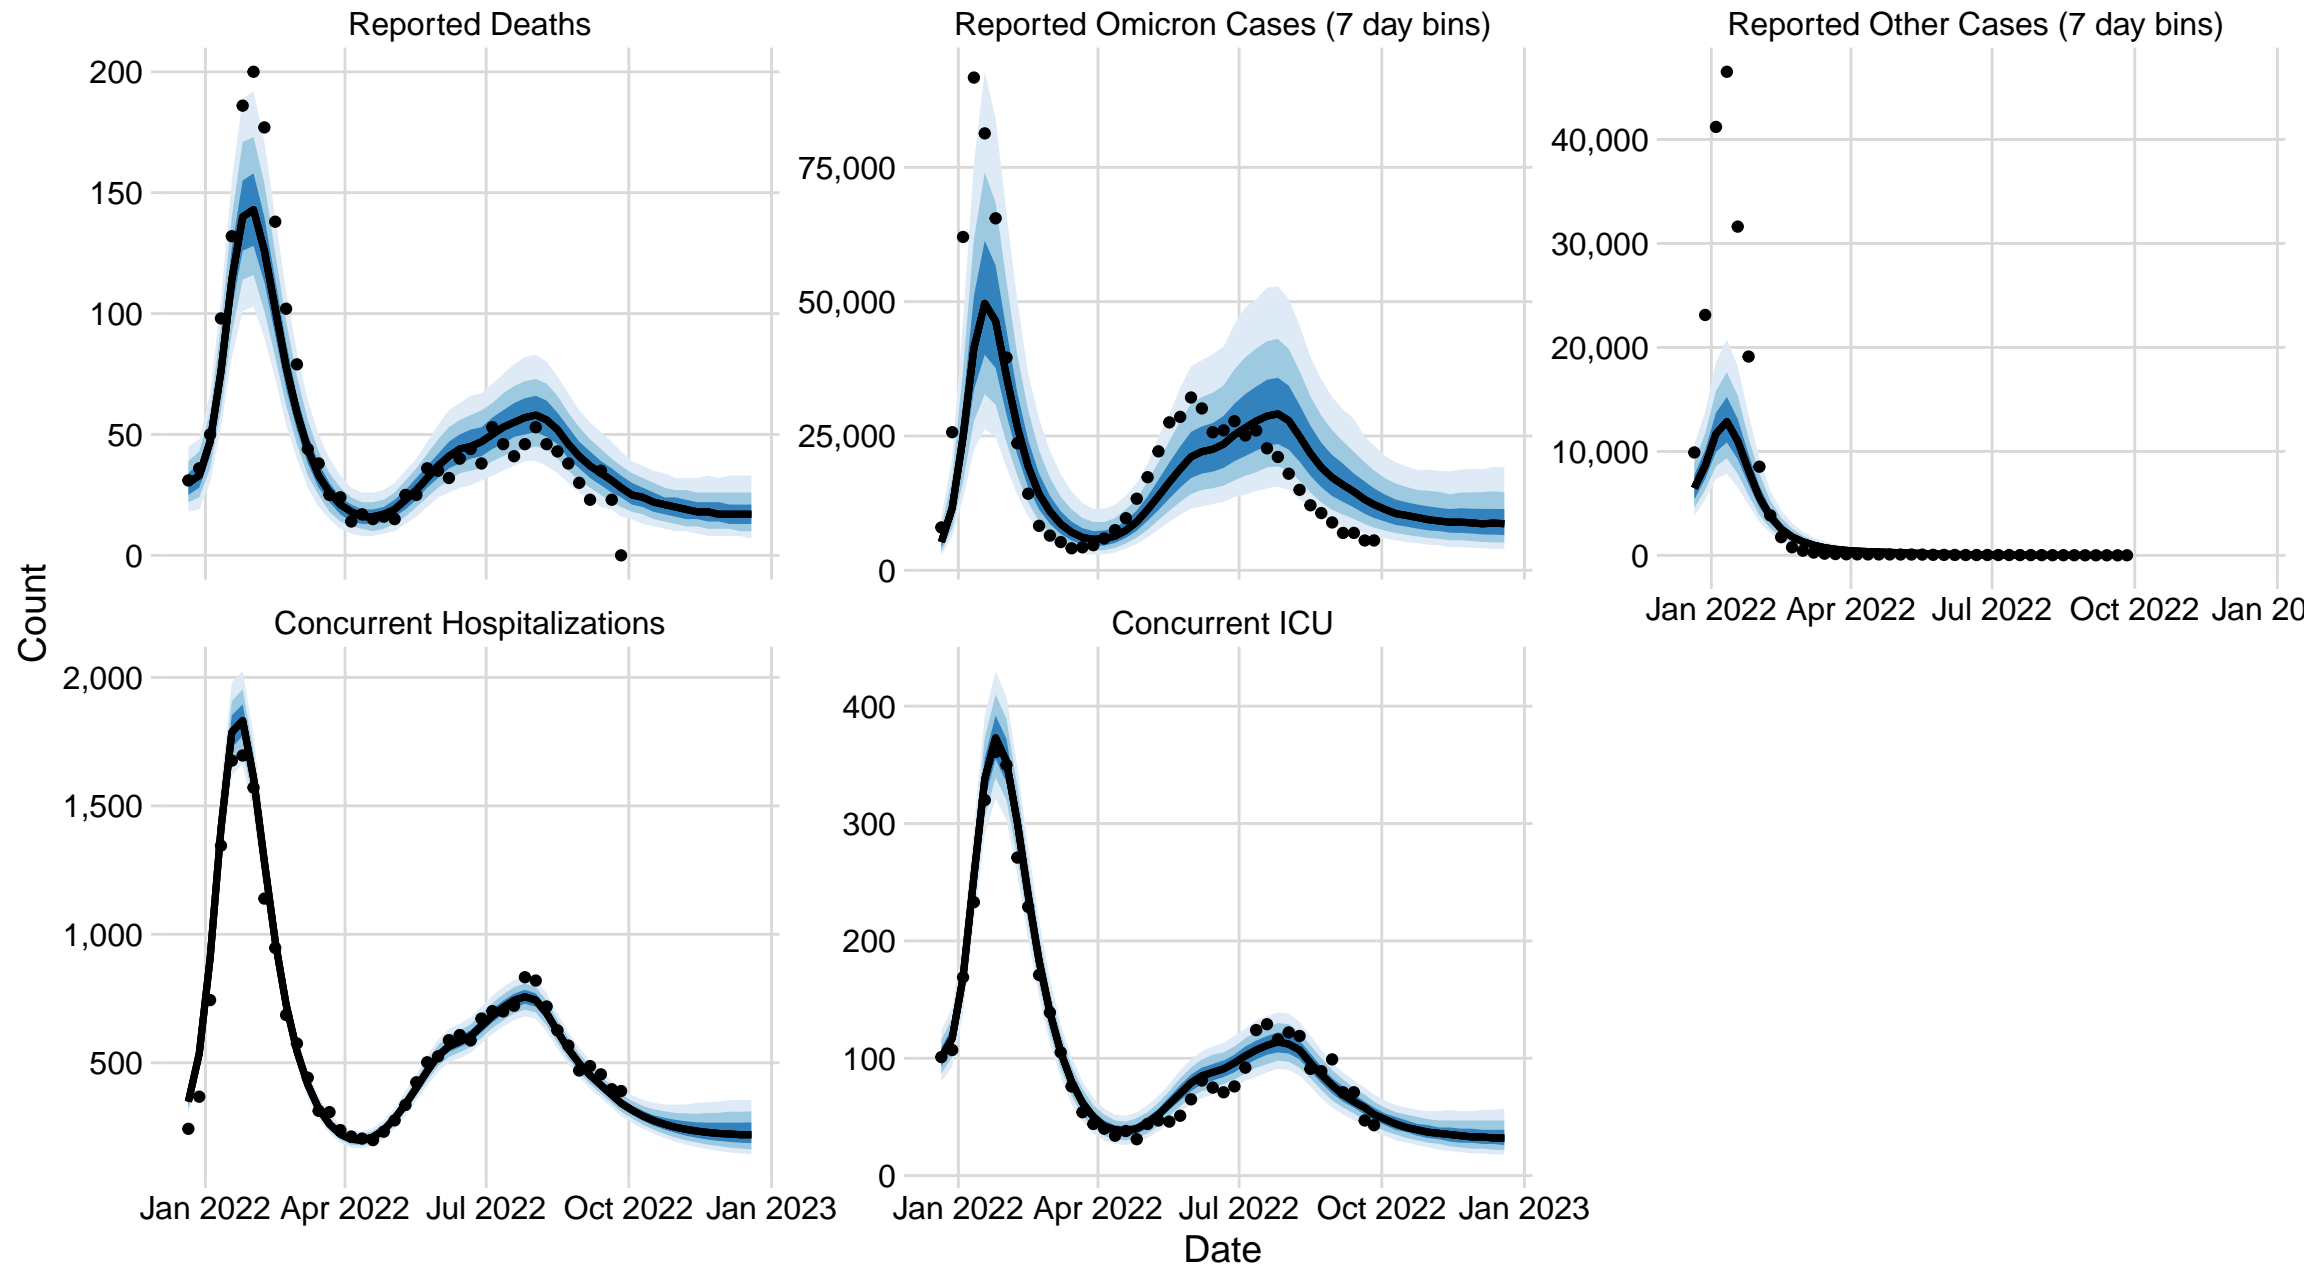 Reported Deaths
Reported Omicron Cases (7 day bins)
Reported Other Cases (7 day bins)
200
150
100
50
0
75,000
50,000
25,000
0
40,000
30,000
20,000
10,000
0
Jan 2022 Apr 2022 Jul 2022 Oct 2022 Jan 20
Count
Concurrent Hospitalizations
Concurrent ICU
2,000
1,500
1,000
500
400
300
200
100
0
Jan 2022 Apr 2022 Jul 2022 Oct 2022 Jan 2023
Jan 2022 Apr 2022 Jul 2022 Oct 2022 Jan 2023
Date